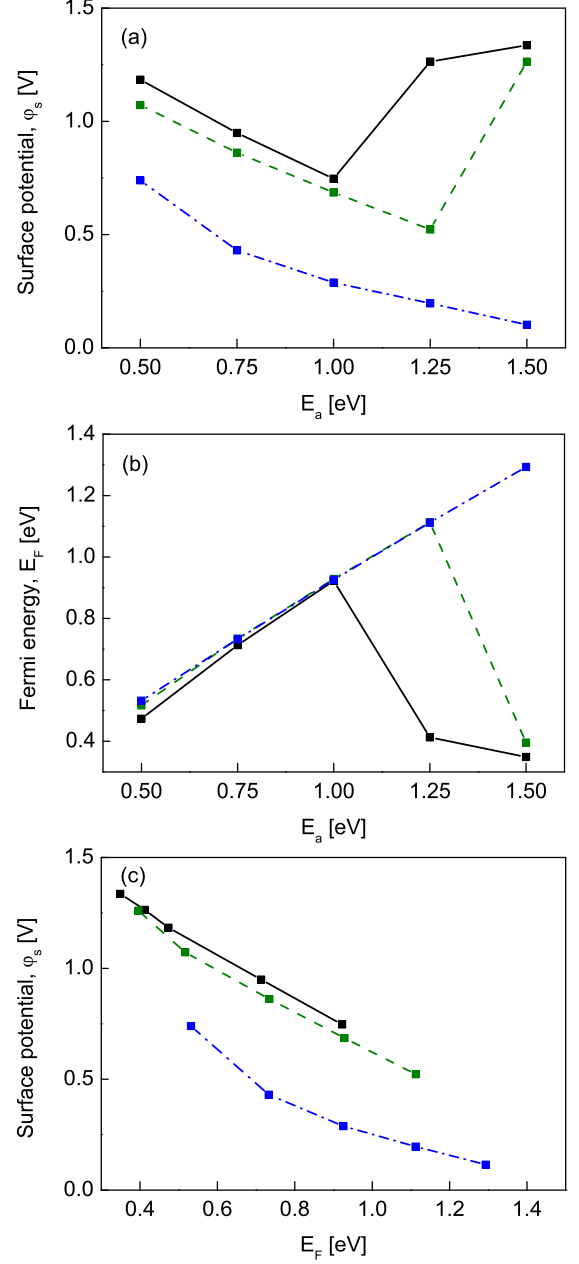 (a)
Surface potential, φs [V]
1.5
1.0
0.5
0.0
0.50 0.75 1.00 1.25 1.50
Ea [eV]
(b)
Fermi energy, EF [eV]
1.4
1.2
1.0
0.8
0.6
0.4
0.50 0.75 1.00 1.25 1.50
Ea [eV]
(c)
Surface potential, φs [V]
1.5
1.0
0.5
0.0
0.4 0.6 0.8 1.0 1.2 1.4
EF [eV]